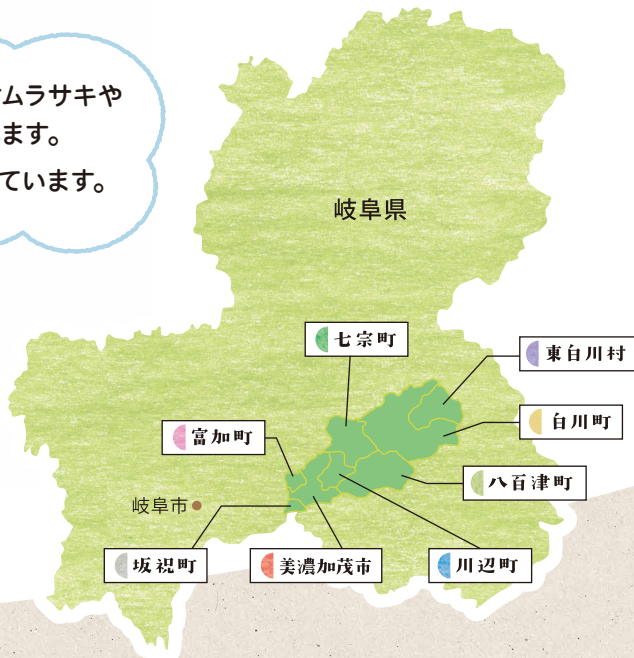 ムラサキや
ます。
ています。
岐阜県
七宗町
東白川村
白川町
富加町
八百津町
岐阜市
坂祝町
美濃加茂市
川辺町